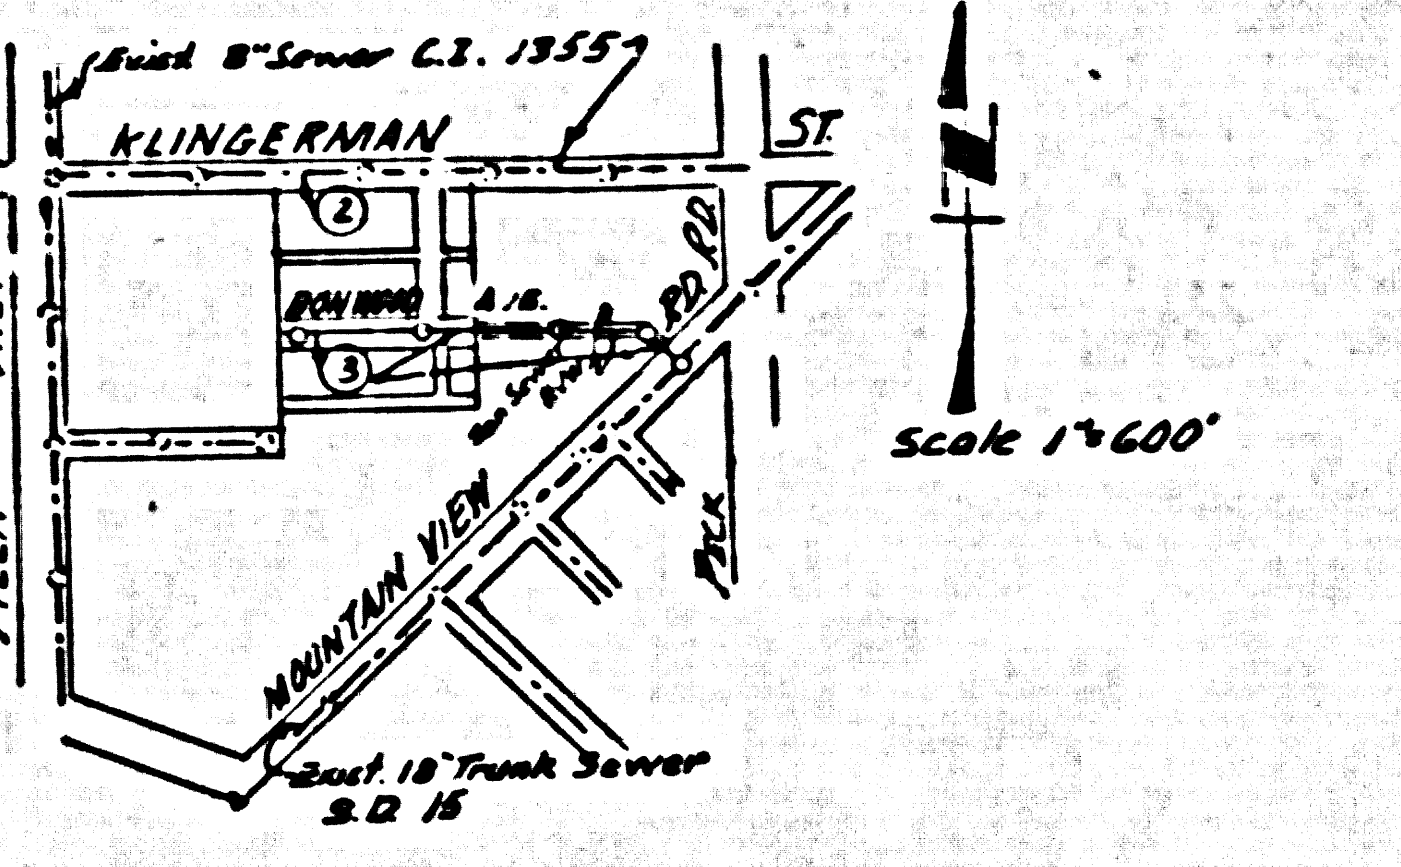 Exist 8" Sewer C.I. 1355
KLINGERMAN ST.
2
RD.
RD.
3
Scale 1"=600'
MOUNTAIN VIEW
PECK
Exist. 18" Trunk Sewer
S.D. 15